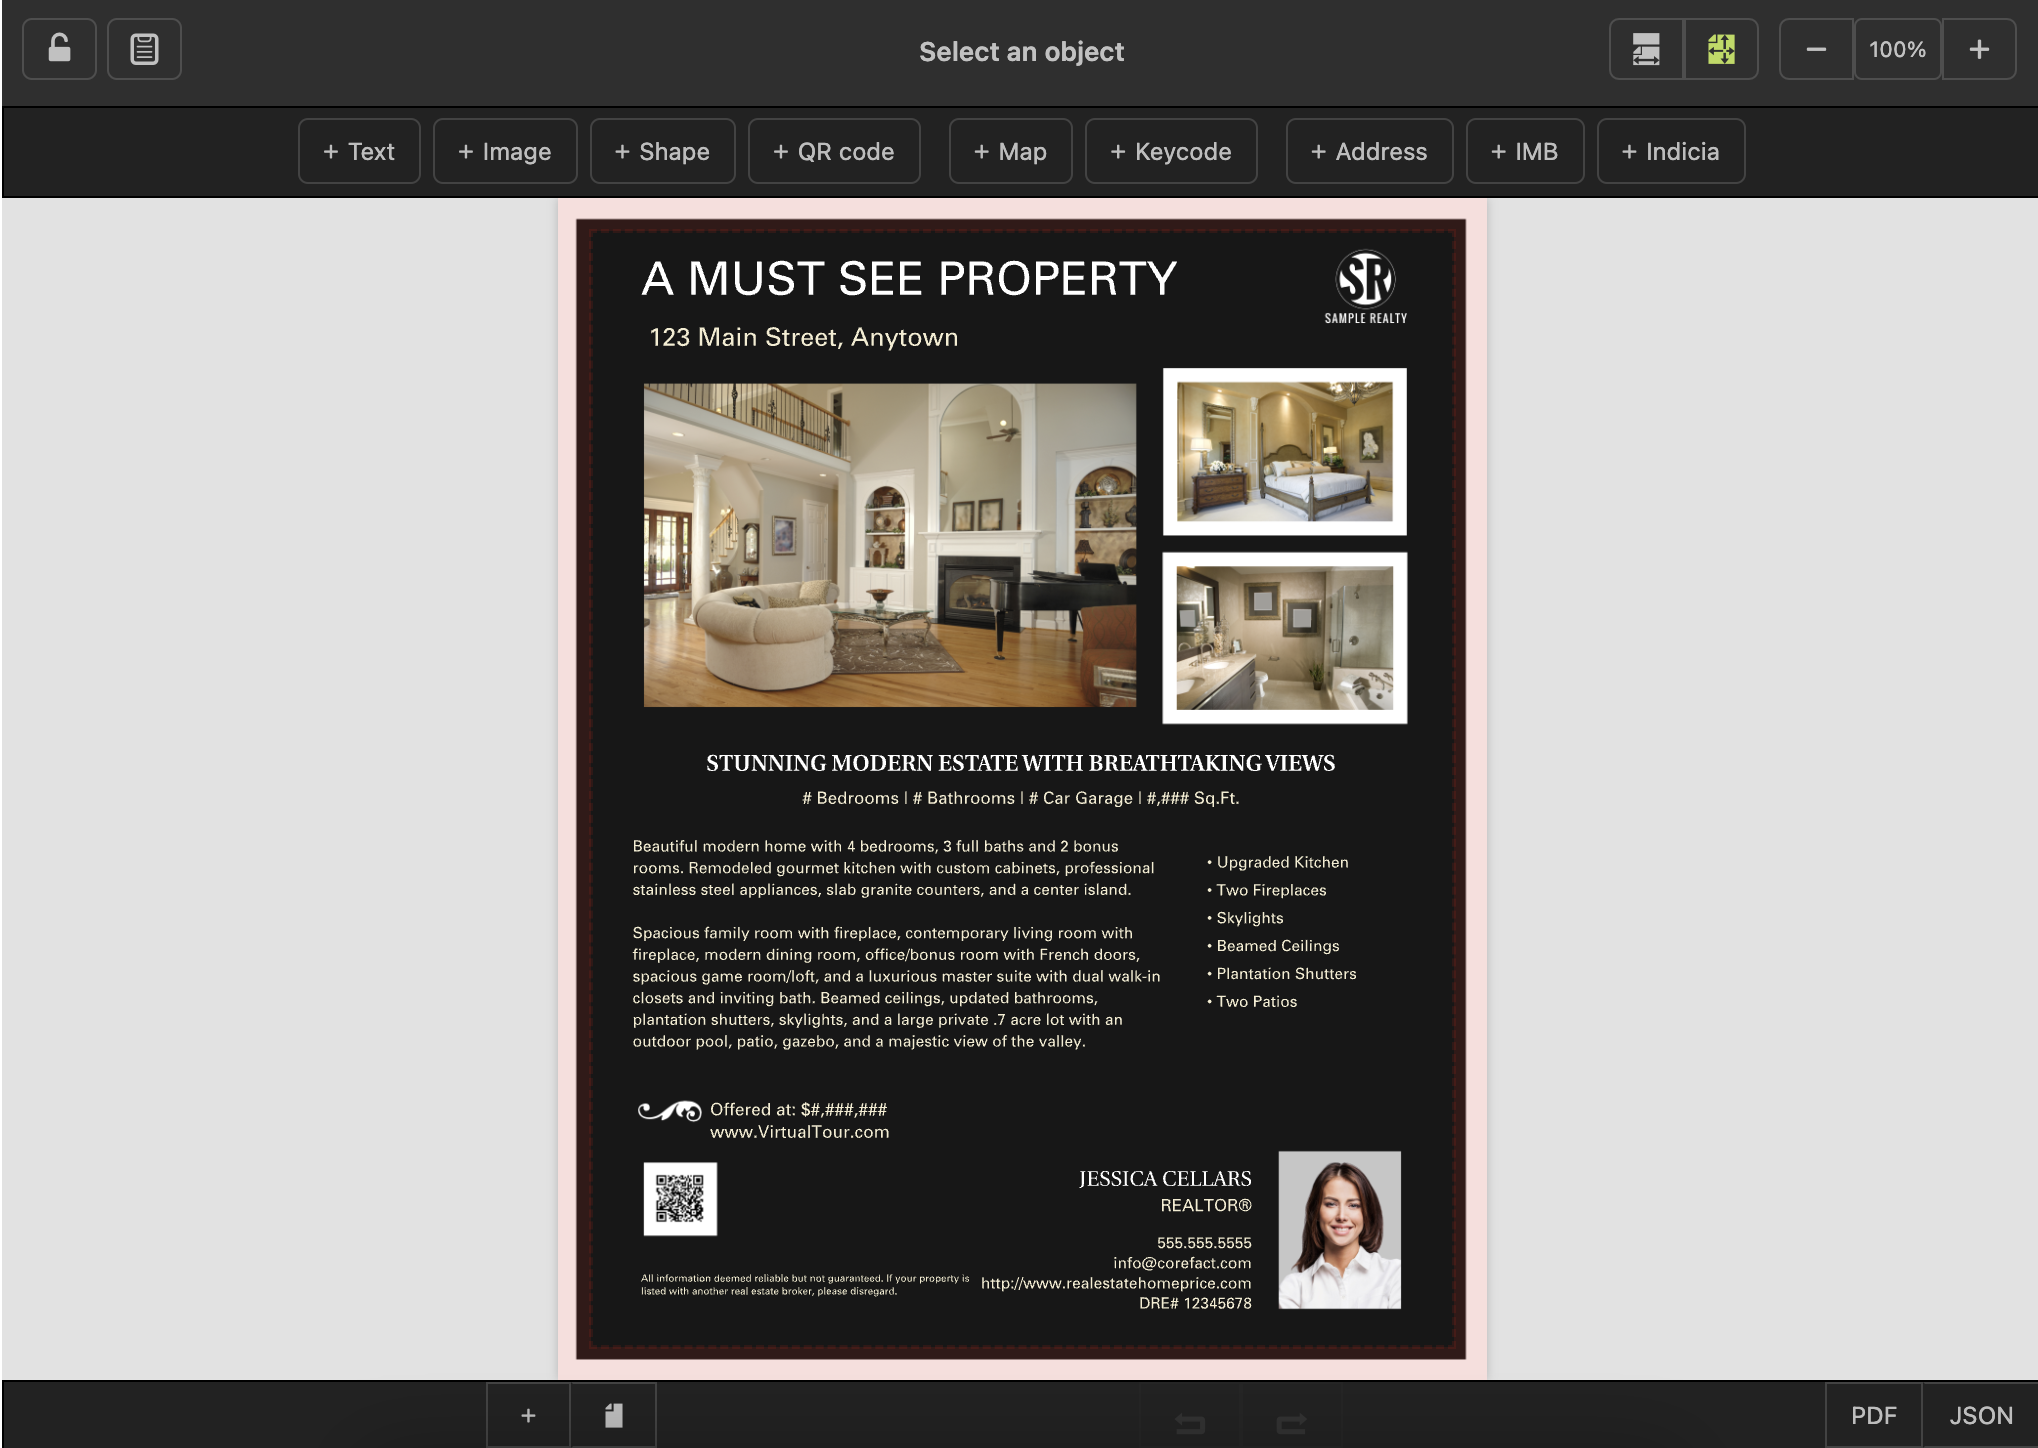 Select an object
100%
+ Text
+ Image
+ Shape
+ QR code
+ Map
+ Keycode
+ Address
+ IMB
+ Indicia
A MUST SEE PROPERTY
SR
SAMPLE REALTY
123 Main Street, Anytown
STUNNING MODERN ESTATE WITH BREATHTAKING VIEWS
# Bedrooms | # Bathrooms | # Car Garage | #,### Sq.Ft.
Beautiful modern home with 4 bedrooms, 3 full baths and 2 bonus
rooms. Remodeled gourmet kitchen with custom cabinets, professional
stainless steel appliances, slab granite counters, and a center island.
Spacious family room with fireplace, contemporary living room with
fireplace, modern dining room, office/bonus room with French doors,
spacious game room/loft, and a luxurious master suite with dual walk-in
closets and inviting bath. Beamed ceilings, updated bathrooms,
plantation shutters, skylights, and a large private .7 acre lot with an
outdoor pool, patio, gazebo, and a majestic view of the valley.
• Upgraded Kitchen
• Two Fireplaces
• Skylights
• Beamed Ceilings
• Plantation Shutters
• Two Patios
Offered at: $#,###,###
www.VirtualTour.com
JESSICA CELLARS
REALTOR®
555.555.5555
info@corefact.com
http://www.realestatehomeprice.com
DRE# 12345678
All information deemed reliable but not guaranteed. If your property is
listed with another real estate broker, please disregard.
PDF
JSON